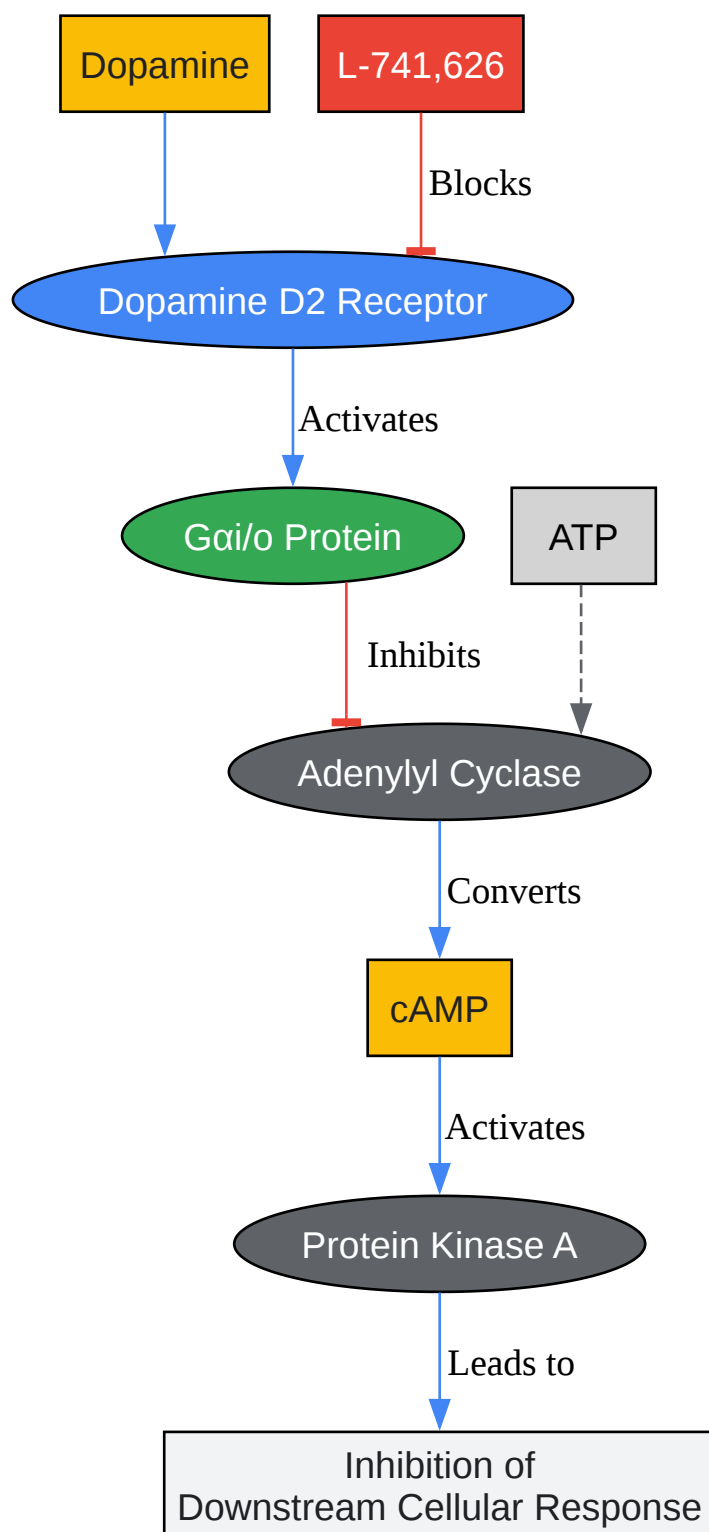 Dopamine
L-741,626
Blocks
Dopamine D2 Receptor
Activates
Gαi/o Protein
ATP
Inhibits
Adenylyl Cyclase
Converts
cAMP
Activates
Protein Kinase A
Leads to
Inhibition of
Downstream Cellular Response